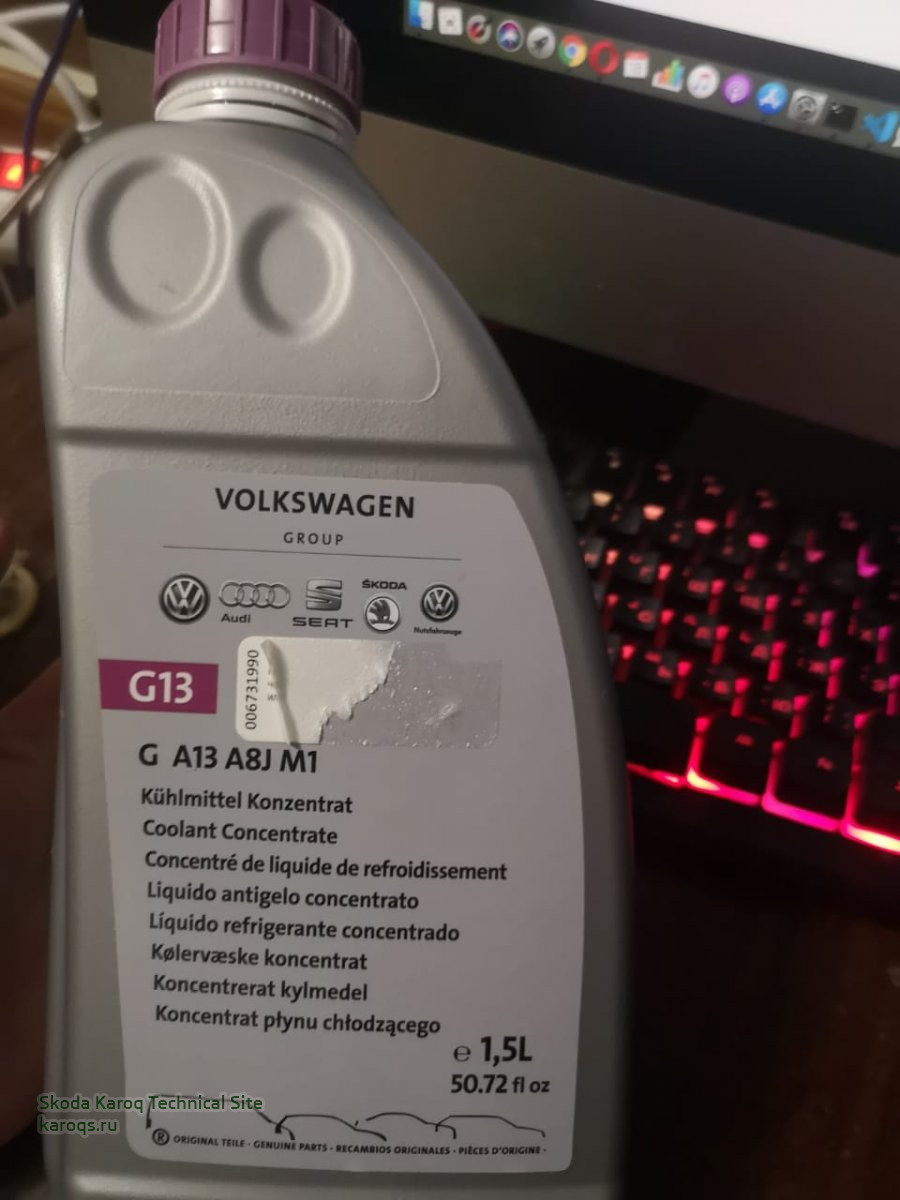 VOLKSWAGEN
GROUP
Audi
SEAT
ŠKODA
Nutzfahrzeuge
G13
006731990
G A13 A8J M1
Kühlmittel Konzentrat
Coolant Concentrate
Concentré de liquide de refroidissement
Liquido antigelo concentrato
Líquido refrigerante concentrado
Kølervæske koncentrat
Koncentrerat kylmedel
Koncentrat płynu chłodzącego
e 1,5L
50.72 fl oz
Skoda Karoq Technical Site
karoqs.ru
® ORIGINAL TEILE · GENUINE PARTS · RECAMBIOS ORIGINALES · PIÈCES D'ORIGINE ·